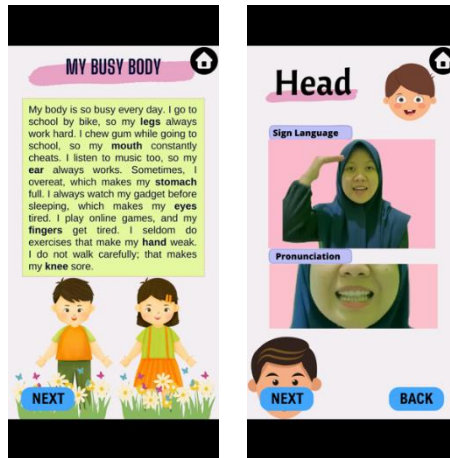 MY BUSY BODY
My body is so busy every day. I go to
school by bike, so my legs always
work hard. I chew gum while going to
school, so my mouth constantly
cheats. I listen to music too, so my
ear always works. Sometimes, I
overeat, which makes my stomach
full. I always watch my gadget before
sleeping, which makes my eyes
tired. I play online games, and my
fingers get tired. I seldom do
exercises that make my hand weak.
I do not walk carefully; that makes
my knee sore.
NEXT
Head
Sign Language
Pronunciation
NEXT
BACK